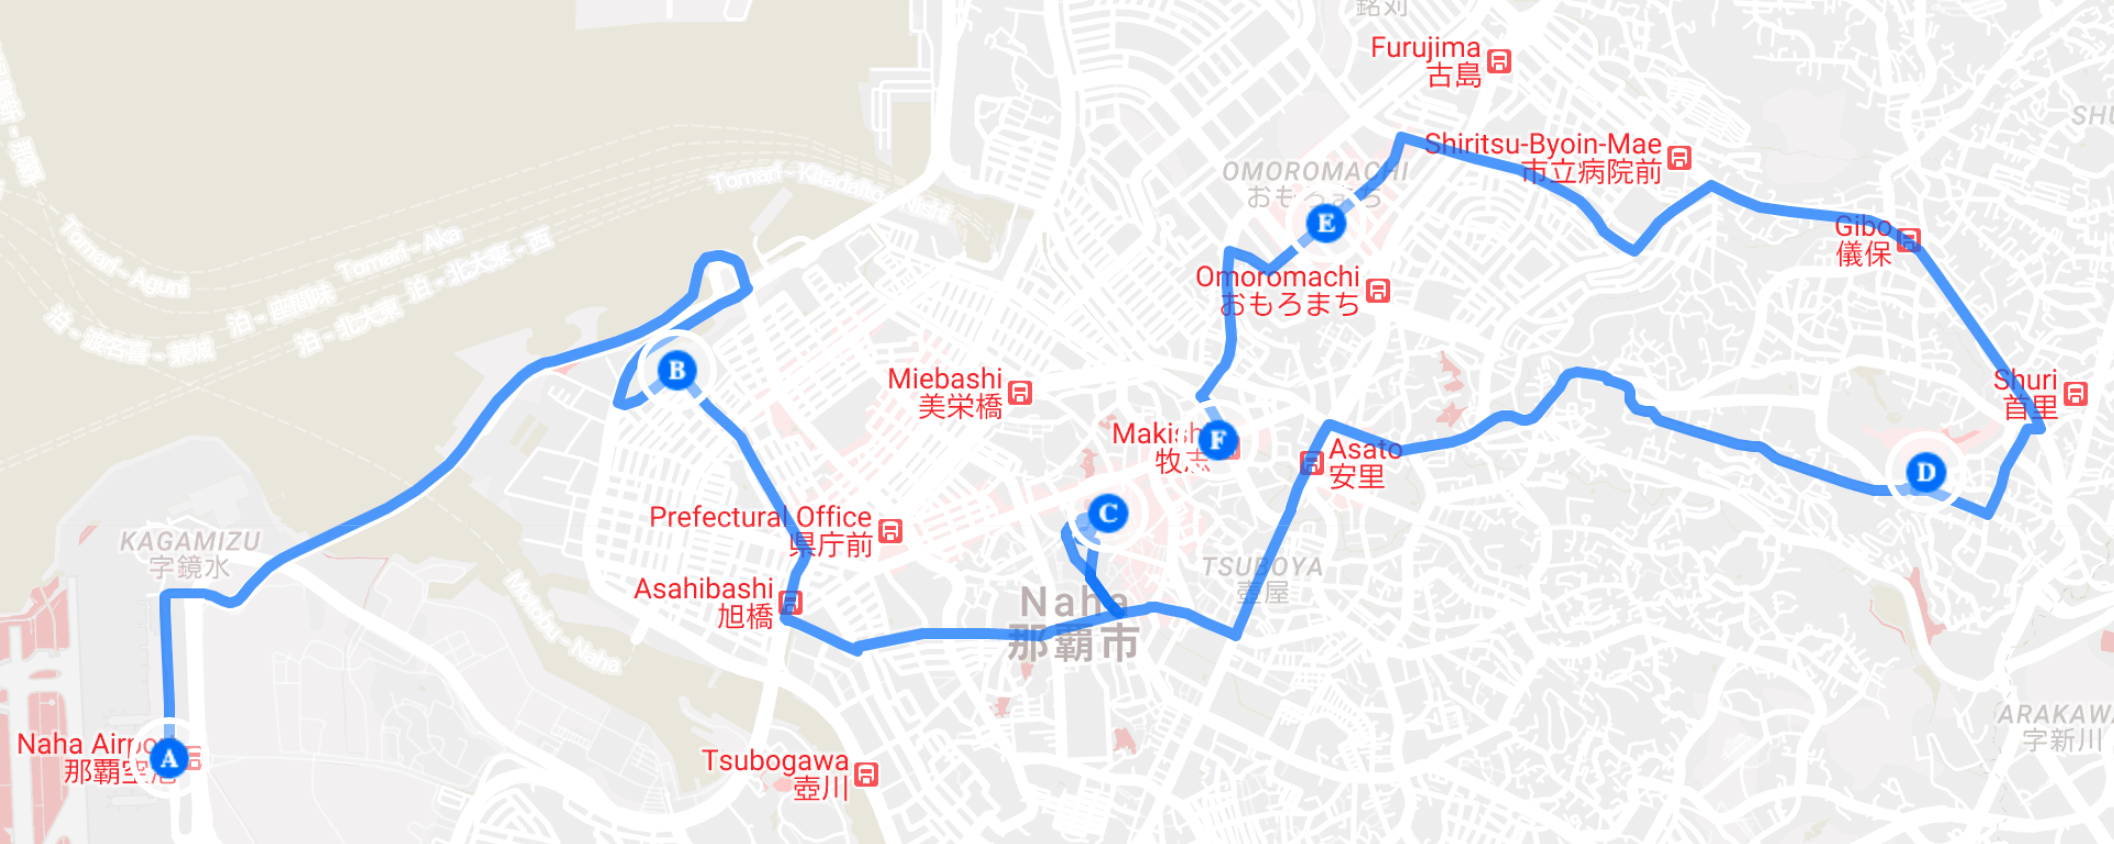 銘苅
Furujima
古島
SHU
Shiritsu-Byoin-Mae
市立病院前
OMOROMACHI
おもろまち
Tomari - Kitadaito
Tomari - Aguni
Tomari - Aka
泊 - 座間味
泊 - 北大東
泊 - 北大東 - 西
泊 - 渡名喜 - 兼城
Gibo
儀保
E
Omoromachi
おもろまち
B
Miebashi
美栄橋
Shuri
首里
Makishi
牧志
F
Asato
安里
D
C
Prefectural Office
県庁前
KAGAMIZU
字鏡水
TSUBOYA
壺屋
Asahibashi
旭橋
Naha
那覇市
Motobu - Naha
Naha Airport
那覇空港
A
Tsubogawa
壺川
ARAKAWA
字新川